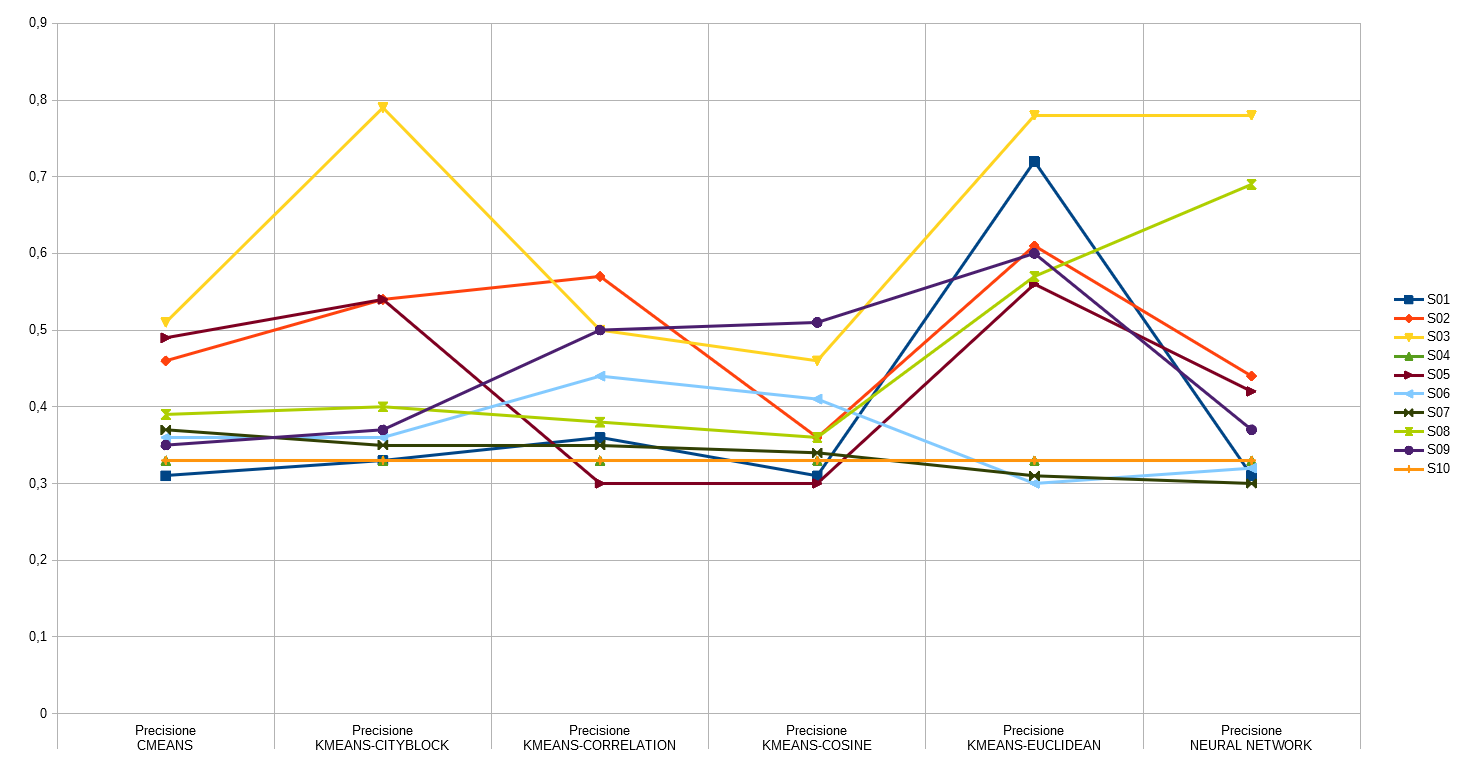 0,9
0,8
0,7
0,6
0,5
0,4
0,3
0,2
0,1
0
Precisione
CMEANS
Precisione
KMEANS-CITYBLOCK
Precisione
KMEANS-CORRELATION
Precisione
KMEANS-COSINE
Precisione
KMEANS-EUCLIDEAN
Precisione
NEURAL NETWORK
S01
S02
S03
S04
S05
S06
S07
S08
S09
S10